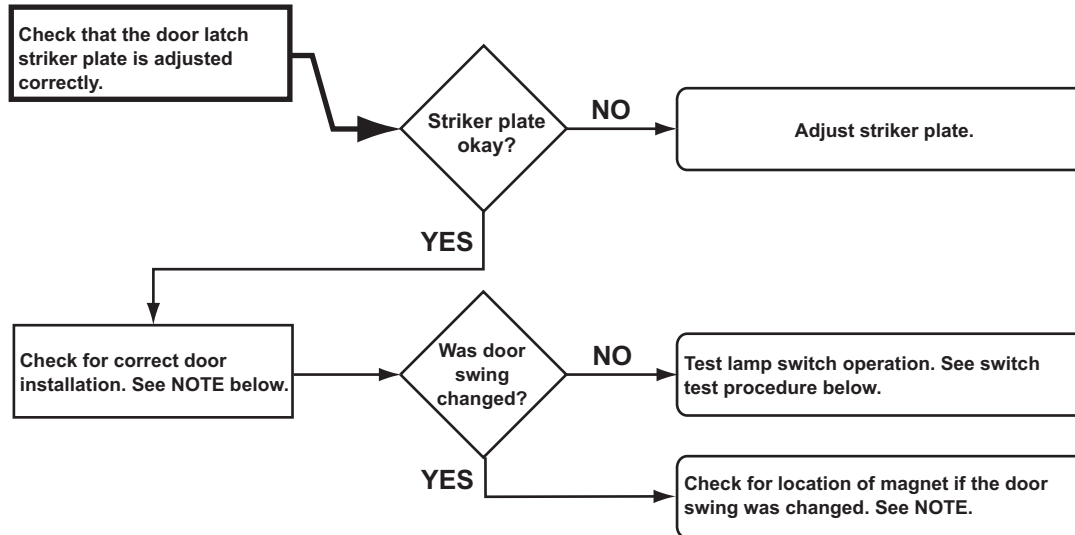 Check that the door latch
striker plate is adjusted
correctly.
Striker plate
okay?
NO
Adjust striker plate.
YES
Check for correct door
installation. See NOTE below.
Was door
swing
changed?
NO
Test lamp switch operation. See switch
test procedure below.
YES
Check for location of magnet if the door
swing was changed. See NOTE.